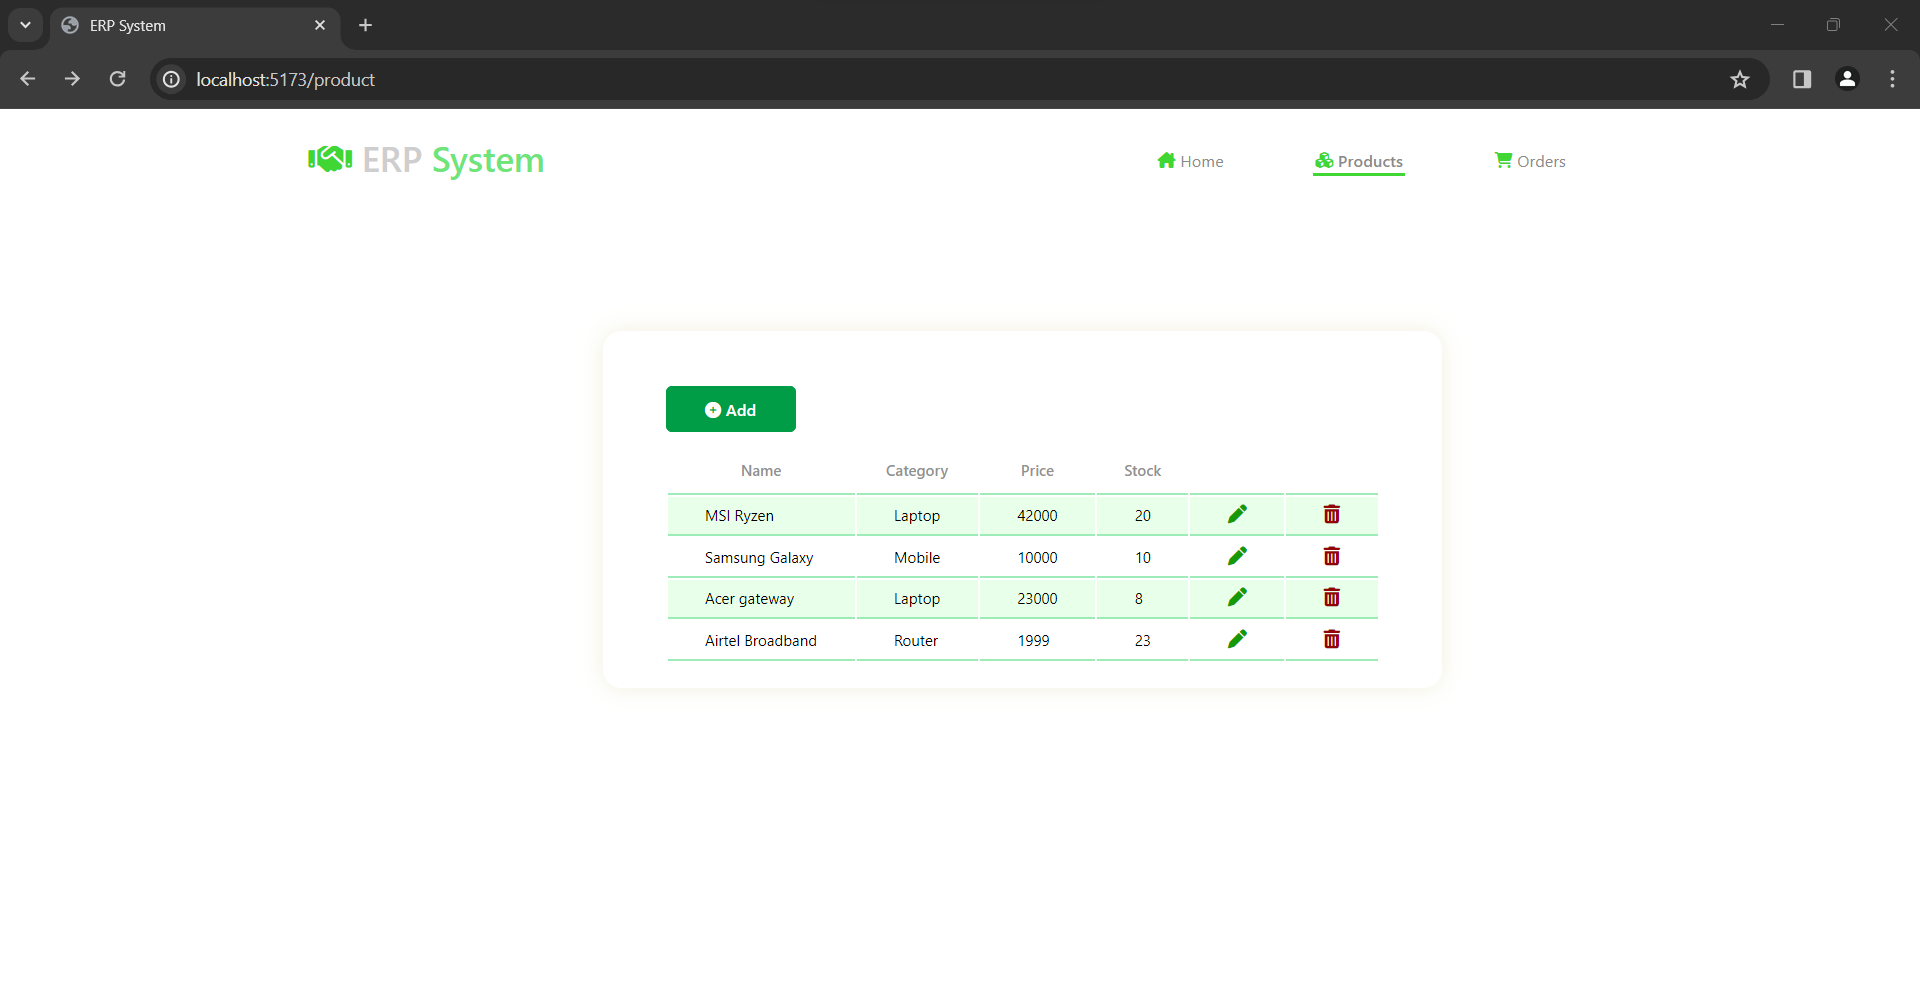 ERP System
localhost:5173/product
ERP System
Home Products Orders
Add
Name Category Price Stock
MSI Ryzen Laptop 42000 20
Samsung Galaxy Mobile 10000 10
Acer gateway Laptop 23000 8
Airtel Broadband Router 1999 23